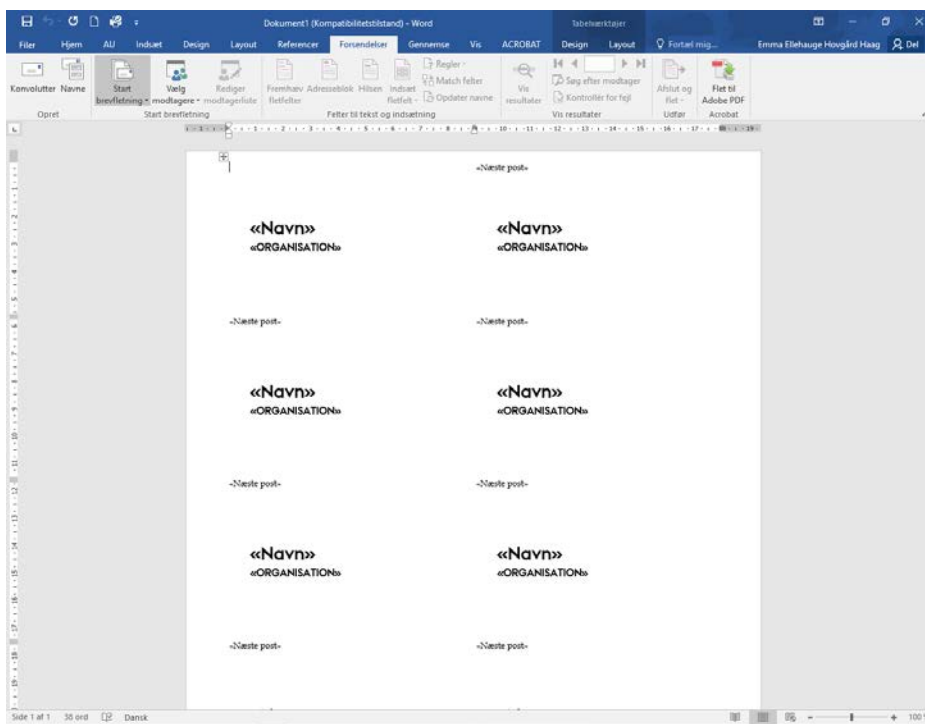 Dokument1 (Kompatibilitetstilstand) - Word
Tabelværktøjer
Filer Hjem AU Indsæt Design Layout Referencer Forsendelser Gennemse Vis ACROBAT Design Layout Fortæl mig... Emma Ellehauge Hovgård Haag Del
Konvolutter Navne
Start brevfletning
Vælg modtagere
Rediger modtagerliste
Fremhæv fletfelter
Adresseblok
Hilsen
Indsæt fletfelt
Regler
Match felter
Opdater navne
Vis resultater
Søg efter modtager
Kontrollér for fejl
Afslut og flet
Flet til Adobe PDF
Opret
Start brevfletning
Felter til tekst og indsætning
Vis resultater
Udfør
Acrobat
«Næste post»
«Navn» «Navn»
«ORGANISATION» «ORGANISATION»
«Næste post» «Næste post»
«Navn» «Navn»
«ORGANISATION» «ORGANISATION»
«Næste post» «Næste post»
«Navn» «Navn»
«ORGANISATION» «ORGANISATION»
«Næste post» «Næste post»
Side 1 af 1 38 ord Dansk 100